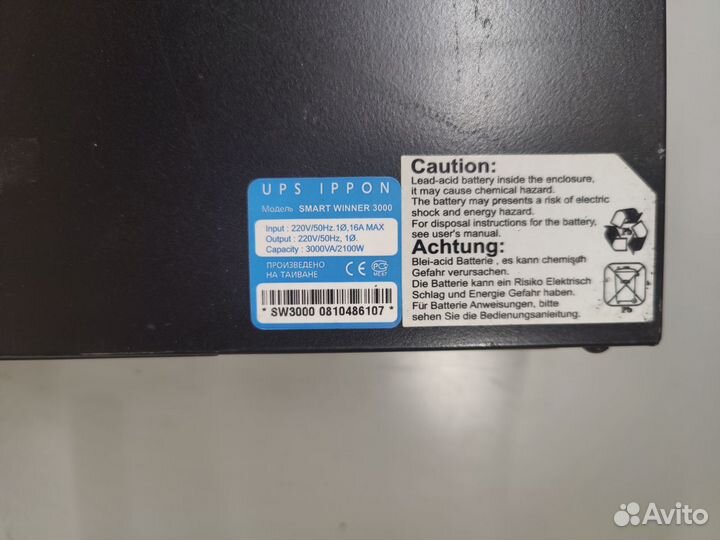 UPS IPPON
Модель SMART WINNER 3000
Input : 220V/50Hz.1Ø,16A MAX
Output : 220V/50Hz, 1Ø.
Capacity : 3000VA/2100W
ПРОИЗВЕДЕНО
НА ТАИВАНЕ
CE
* SW3000 0810486107 *
Caution:
Lead-acid battery inside the enclosure,
it may cause chemical hazard.
The battery may presents a risk of electric
shock and energy hazard.
For disposal instructions for the battery,
see user's manual.
Pb
Achtung:
Blei-acid Batterie , es kann chemisch
Gefahr verursachen.
Die Batterie kann ein Risiko Elektrisch
Schlag und Energie Gefahr haben.
Für Batterie Anweisungen, bitte
sehen Sie die Bedienungsanleitung.
Pb
Avito